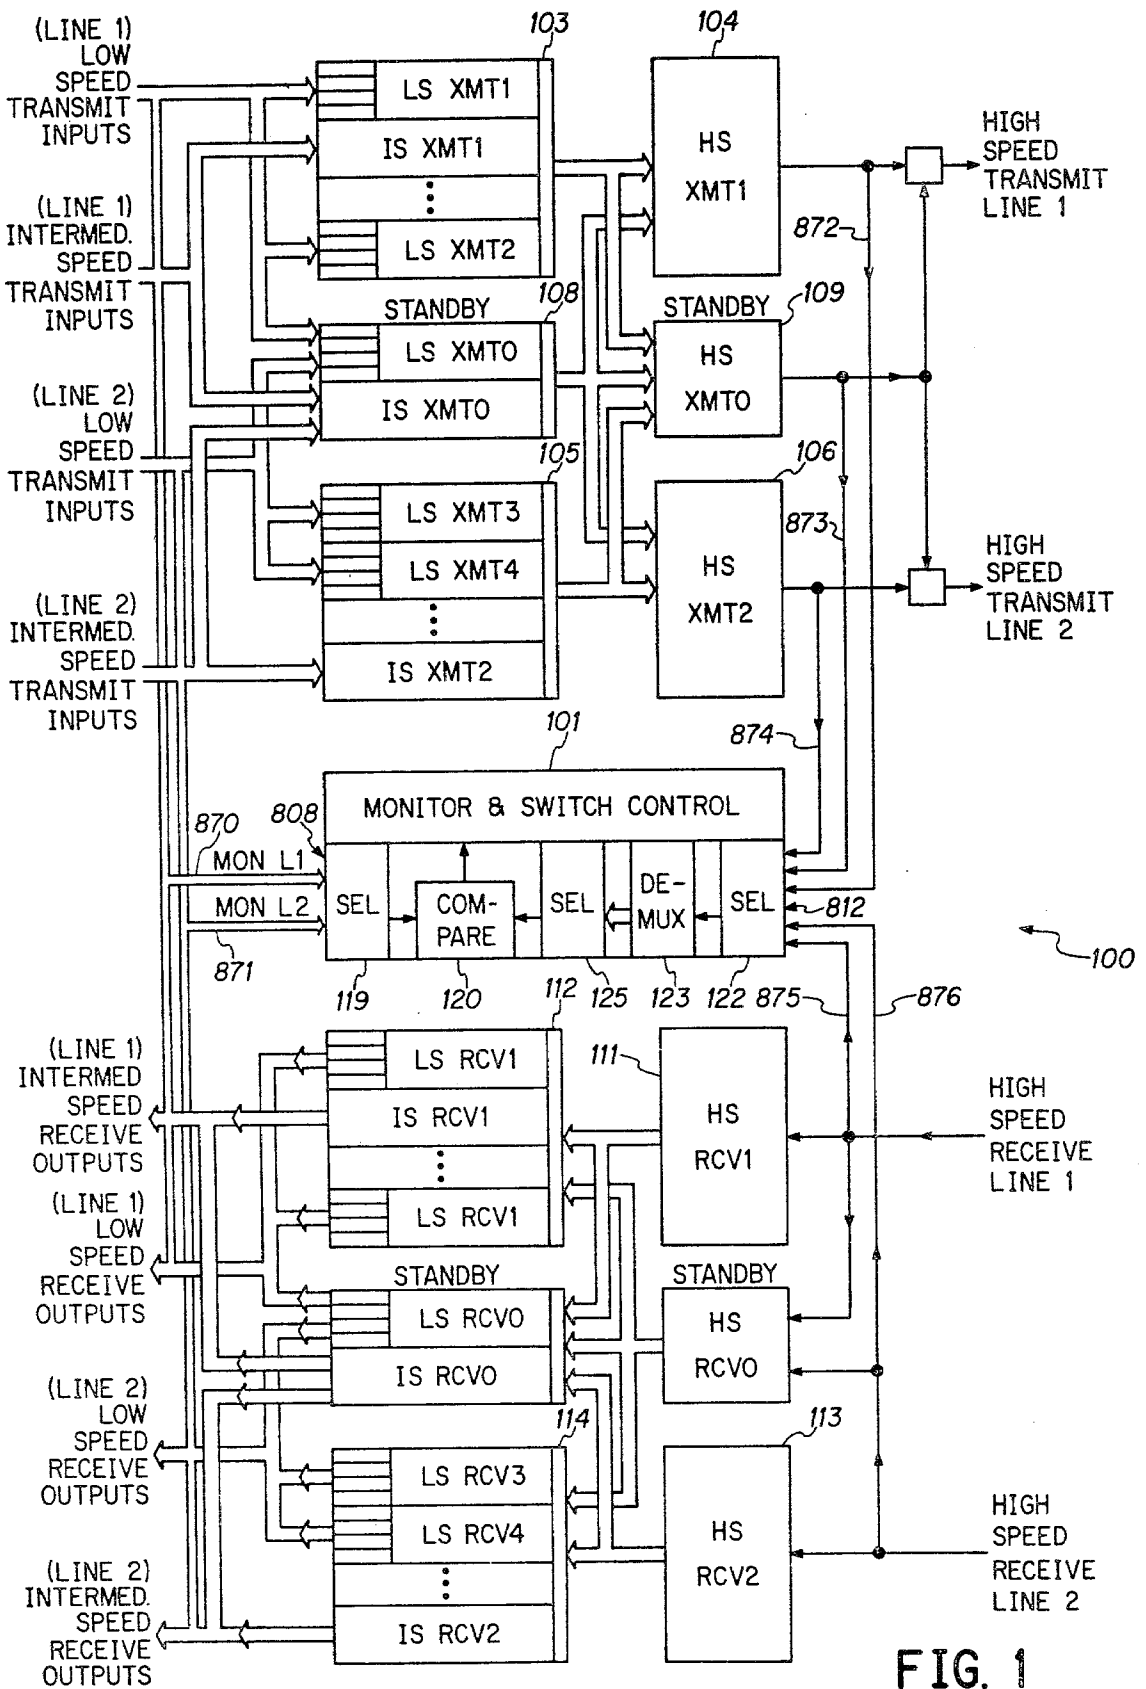 (LINE 1)
LOW
SPEED
TRANSMIT
INPUTS
(LINE 1)
INTERMED.
SPEED
TRANSMIT
INPUTS
(LINE 2)
LOW
SPEED
TRANSMIT
INPUTS
(LINE 2)
INTERMED.
SPEED
TRANSMIT
INPUTS
103
LS XMT1
IS XMT1
LS XMT2
STANDBY
108
LS XMT0
IS XMT0
105
LS XMT3
LS XMT4
IS XMT2
104
HS
XMT1
STANDBY
109
HS
XMT0
106
HS
XMT2
872
873
874
HIGH
SPEED
TRANSMIT
LINE 1
HIGH
SPEED
TRANSMIT
LINE 2
101
MONITOR & SWITCH CONTROL
808
870
MON L1
MON L2
871
SEL
COM-
PARE
SEL
DE-
MUX
SEL
812
119
120
125
123
122
875
876
100
(LINE 1)
INTERMED
SPEED
RECEIVE
OUTPUTS
(LINE 1)
LOW
SPEED
RECEIVE
OUTPUTS
(LINE 2)
LOW
SPEED
RECEIVE
OUTPUTS
(LINE 2)
INTERMED.
SPEED
RECEIVE
OUTPUTS
112
LS RCV1
IS RCV1
LS RCV1
STANDBY
LS RCV0
IS RCV0
114
LS RCV3
LS RCV4
IS RCV2
111
HS
RCV1
STANDBY
HS
RCV0
113
HS
RCV2
HIGH
SPEED
RECEIVE
LINE 1
HIGH
SPEED
RECEIVE
LINE 2
FIG. 1